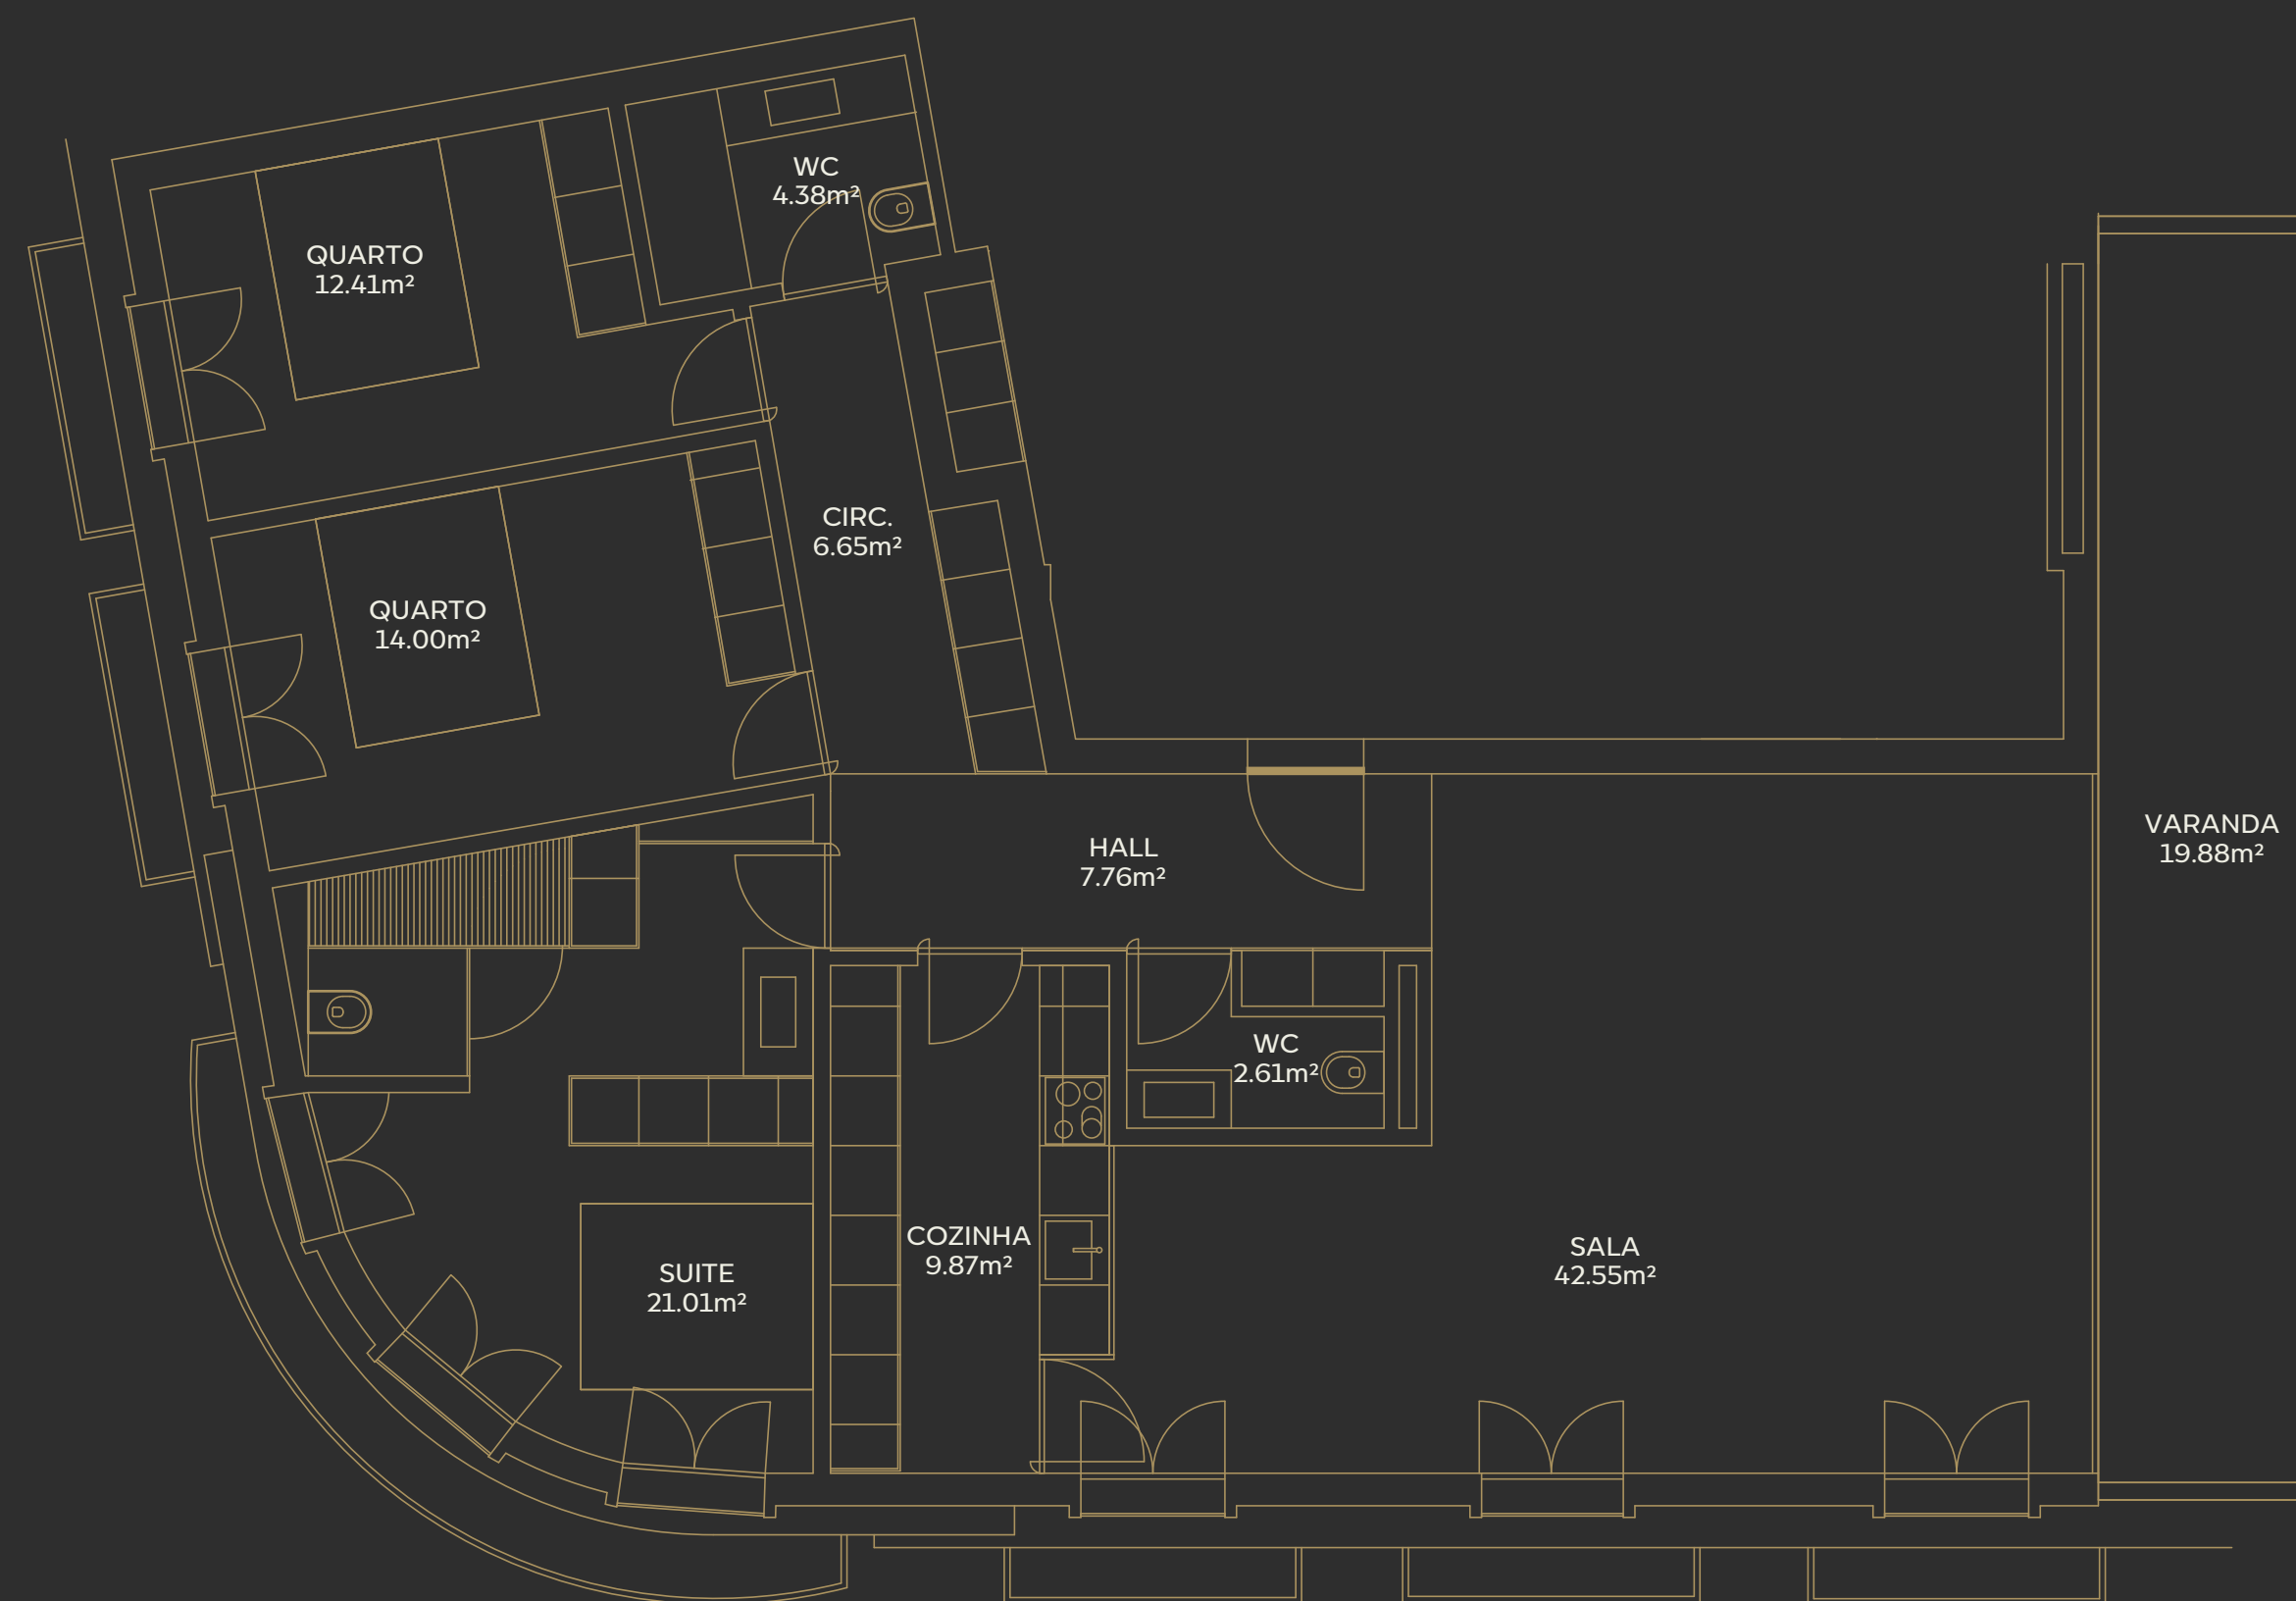 WC
4.38m²
QUARTO
12.41m²
CIRC.
6.65m²
QUARTO
14.00m²
HALL
7.76m²
VARANDA
19.88m²
WC
2.61m²
COZINHA
9.87m²
SALA
42.55m²
SUITE
21.01m²